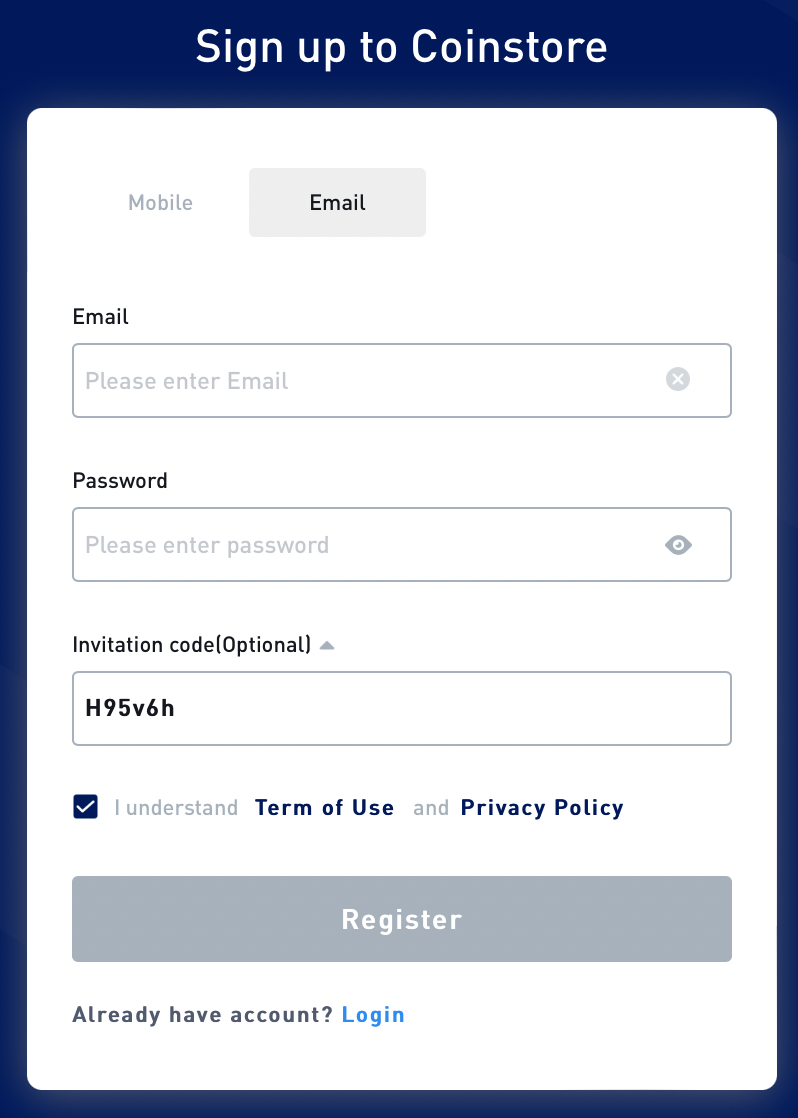 Sign up to Coinstore
Mobile Email
Email
Please enter Email
Password
Please enter password
Invitation code(Optional)
H95v6h
I understand Term of Use and Privacy Policy
Register
Already have account? Login